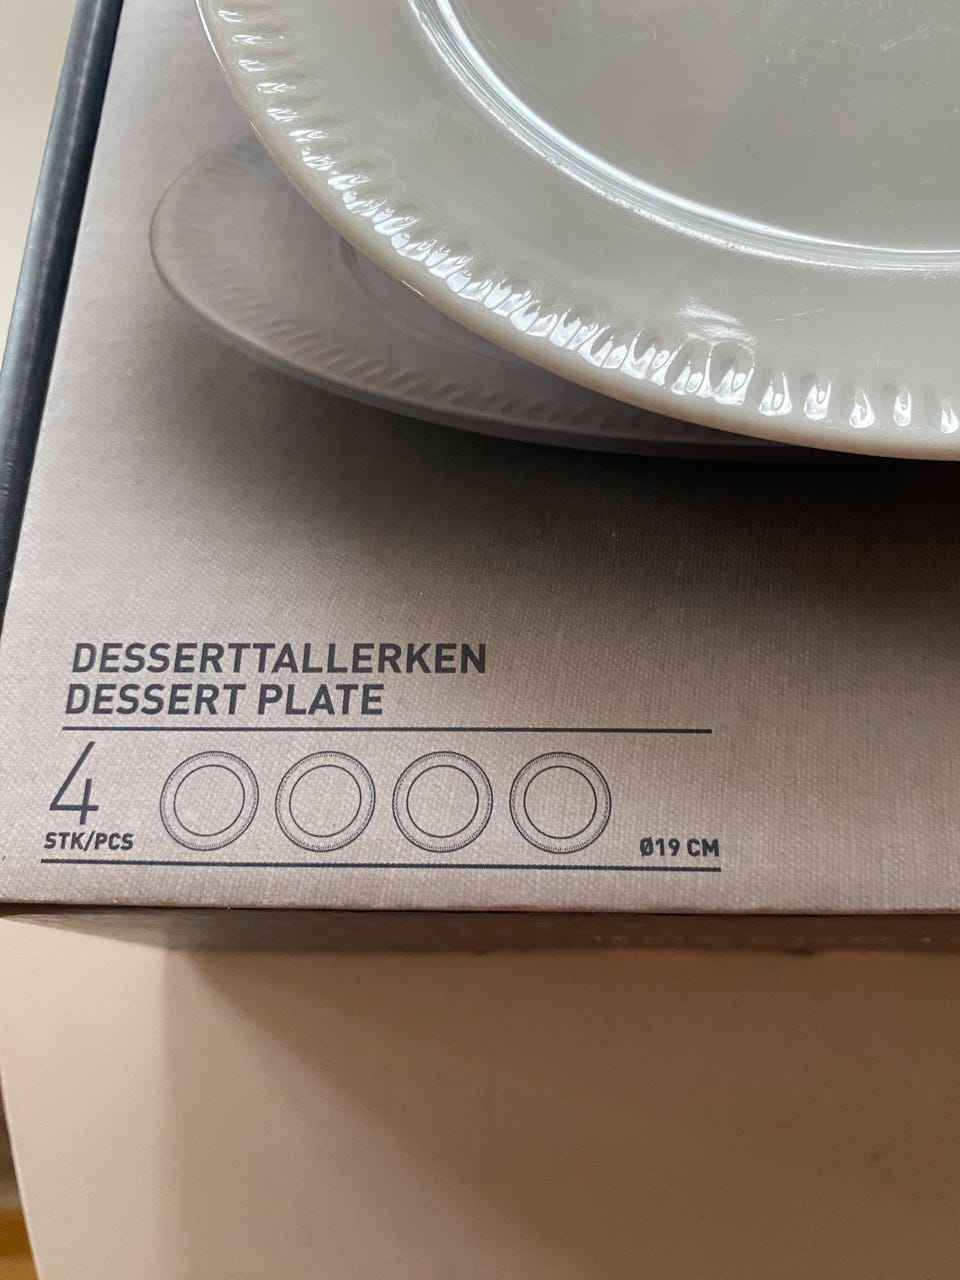 DESSERTTALLERKEN
DESSERT PLATE
4
STK/PCS
Ø19 CM